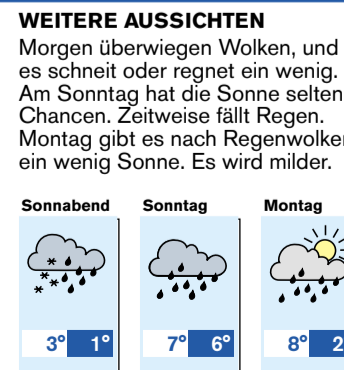 WEITERE AUSSICHTEN
Morgen überwiegen Wolken, und
es schneit oder regnet ein wenig.
Am Sonntag hat die Sonne selten
Chancen. Zeitweise fällt Regen.
Montag gibt es nach Regenwolken
ein wenig Sonne. Es wird milder.
Sonnabend Sonntag Montag
3° 1° 7° 6° 8° 2